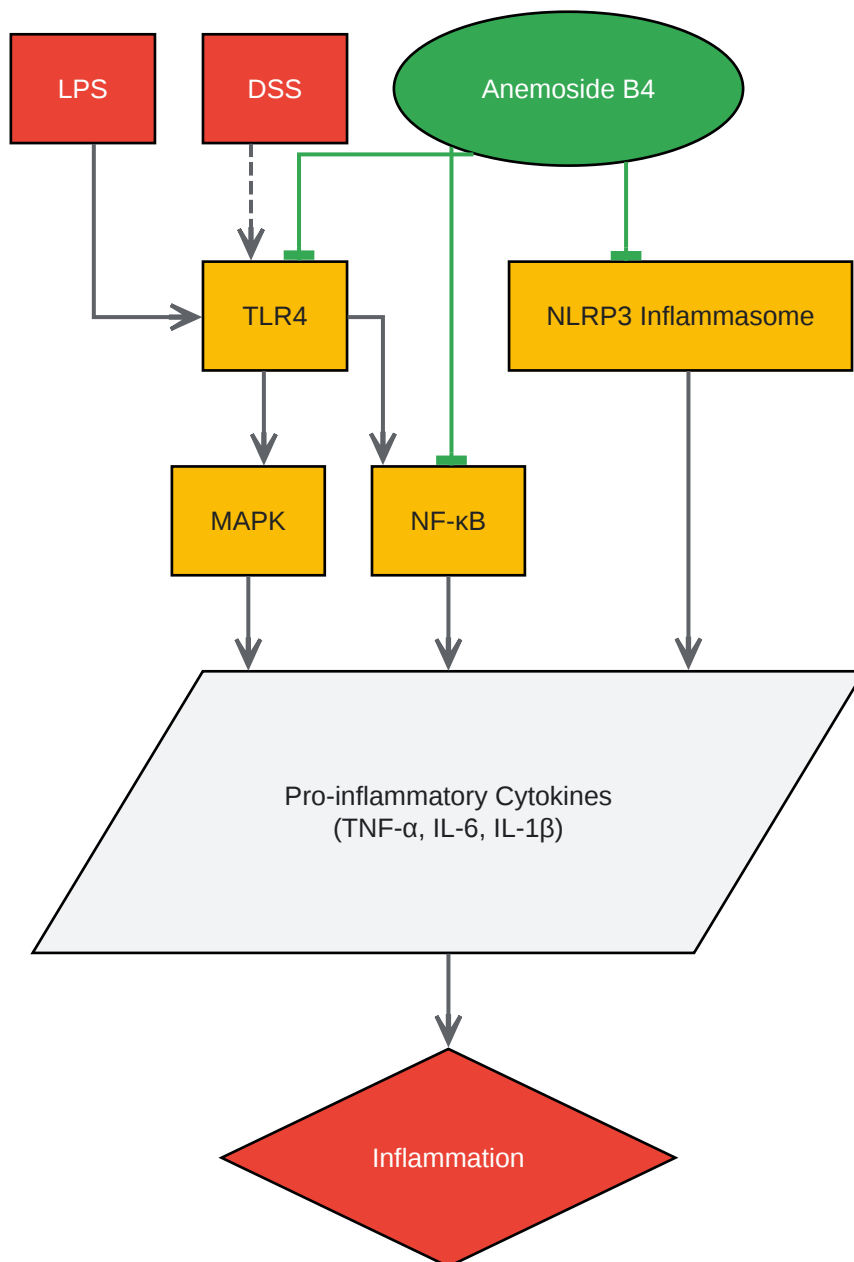 LPS
DSS
Anemoside B4
TLR4
NLRP3 Inflammasome
MAPK
NF-κB
Pro-inflammatory Cytokines
(TNF-α, IL-6, IL-1β)
Inflammation